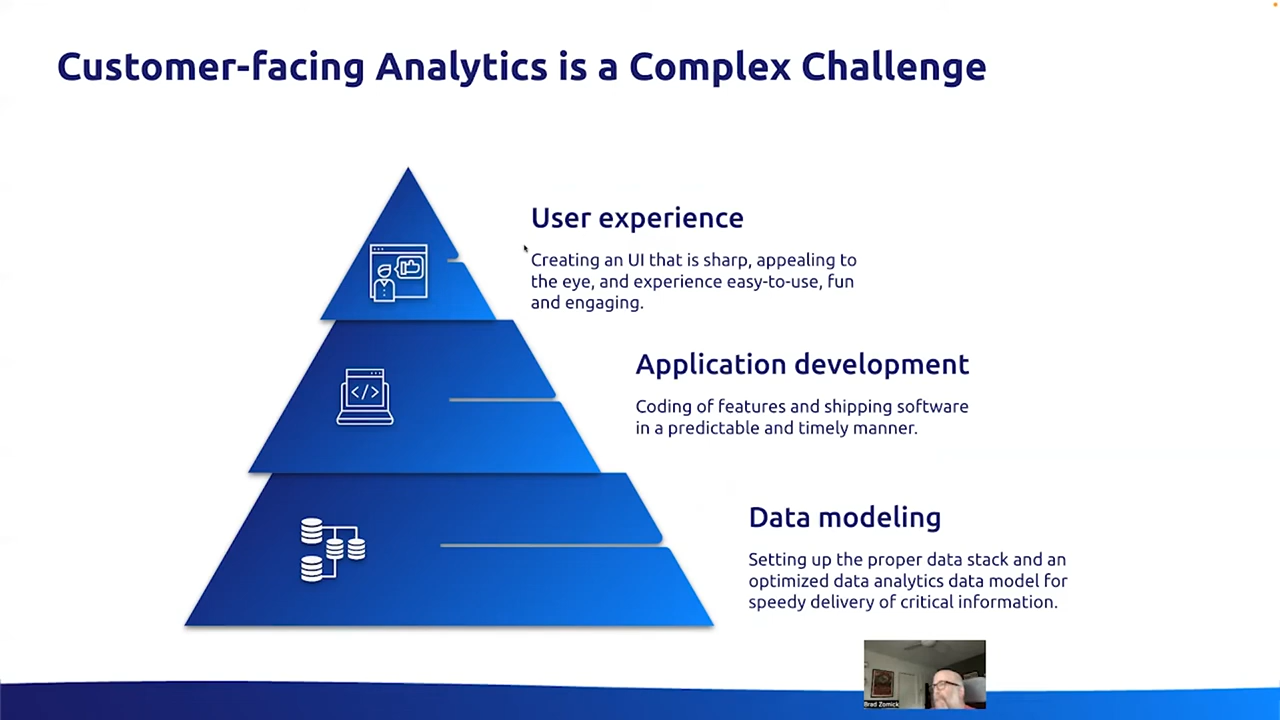 Customer-facing Analytics is a Complex Challenge
User experience
Creating an UI that is sharp, appealing to
the eye, and experience easy-to-use, fun
and engaging.
Application development
Coding of features and shipping software
in a predictable and timely manner.
</>
Data modeling
Setting up the proper data stack and an
optimized data analytics data model for
speedy delivery of critical information.
Brad Zomick